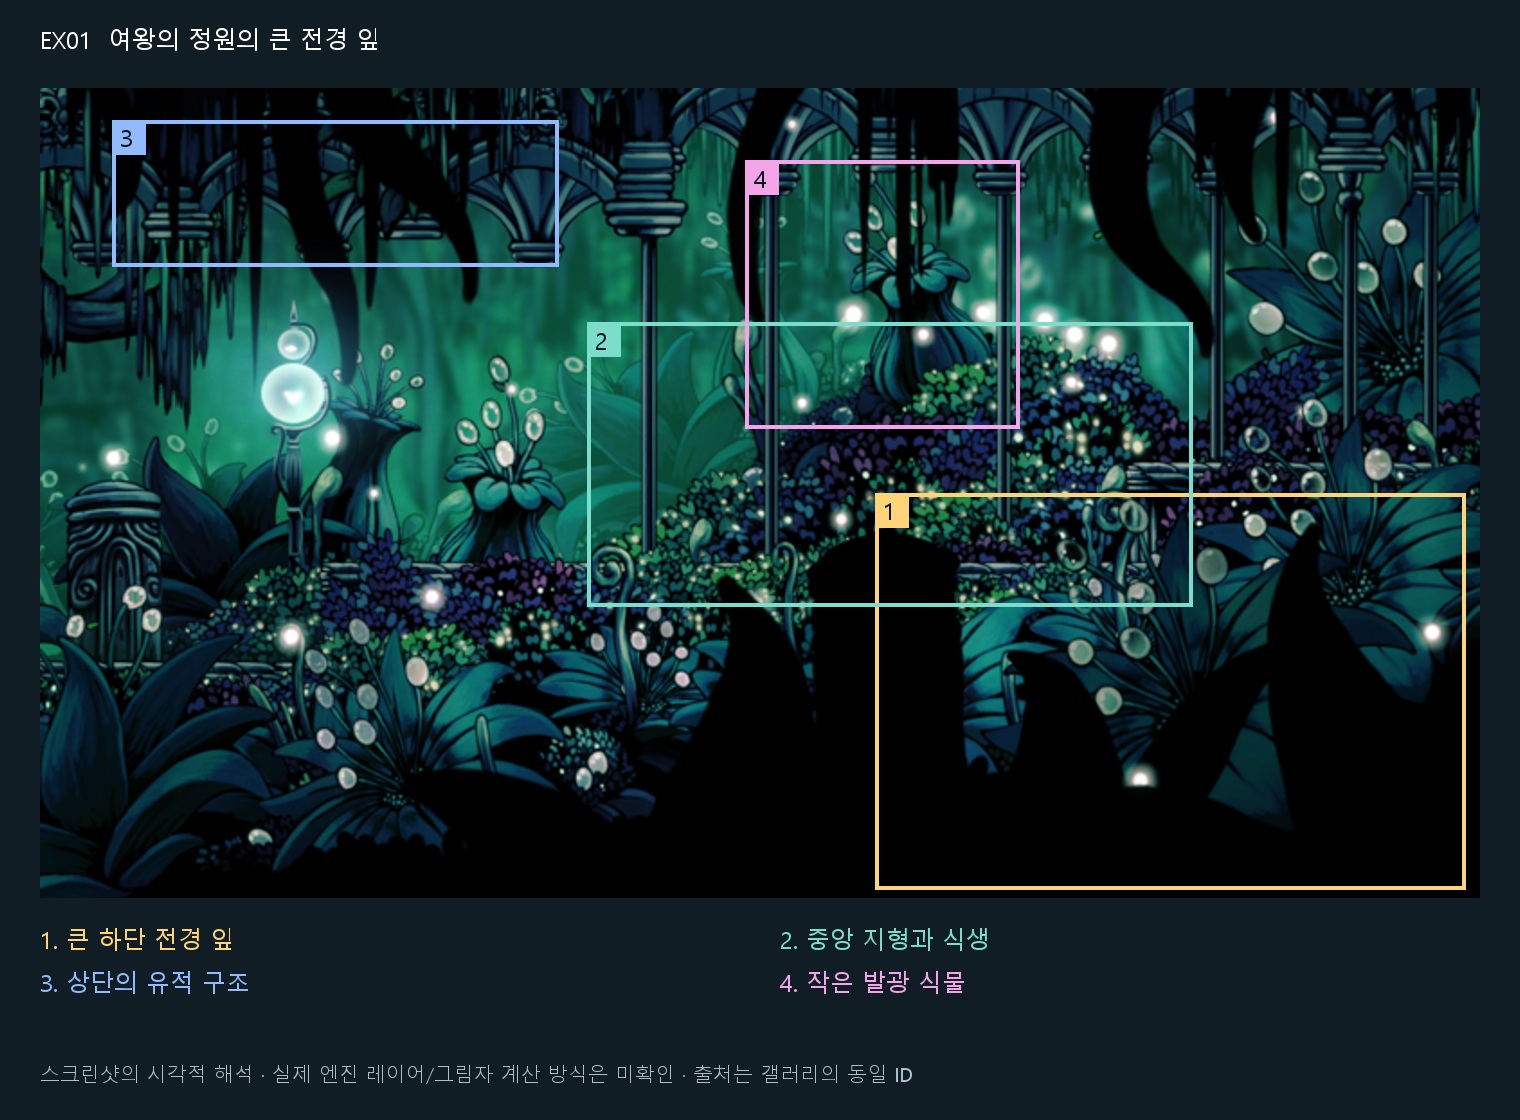 EX01 여왕의 정원의 큰 전경 잎
3
4
2
1
1. 큰 하단 전경 잎
2. 중앙 지형과 식생
3. 상단의 유적 구조
4. 작은 발광 식물
스크린샷의 시각적 해석 · 실제 엔진 레이어/그림자 계산 방식은 미확인 · 출처는 갤러리의 동일 ID